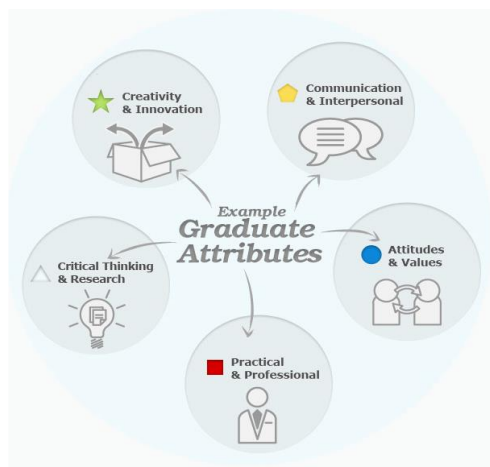 Creativity
& Innovation
Communication
& Interpersonal
Example
Graduate
Attributes
Attitudes
& Values
Critical Thinking
& Research
Practical
& Professional